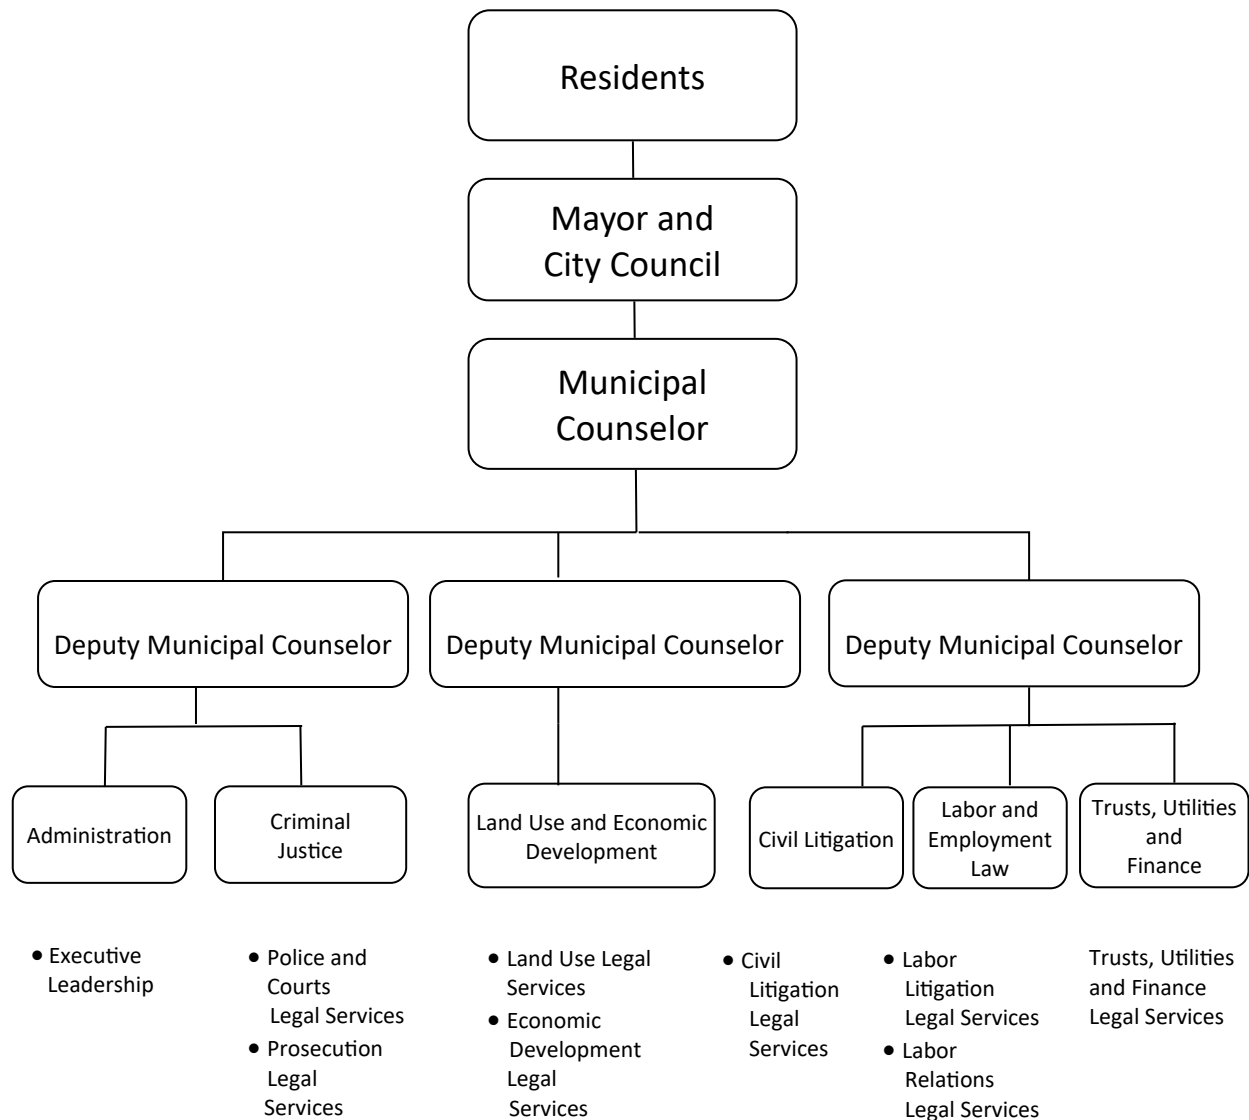 Residents
Mayor and
City Council
Municipal
Counselor
Deputy Municipal Counselor
Deputy Municipal Counselor
Deputy Municipal Counselor
Administration
Criminal
Justice
Land Use and Economic
Development
Civil Litigation
Labor and
Employment
Law
Trusts, Utilities
and
Finance
• Executive
Leadership
• Police and
Courts
Legal Services
• Prosecution
Legal
Services
• Land Use Legal
Services
• Economic
Development
Legal
Services
• Civil
Litigation
Legal
Services
• Labor
Litigation
Legal Services
• Labor
Relations
Legal Services
Trusts, Utilities
and Finance
Legal Services